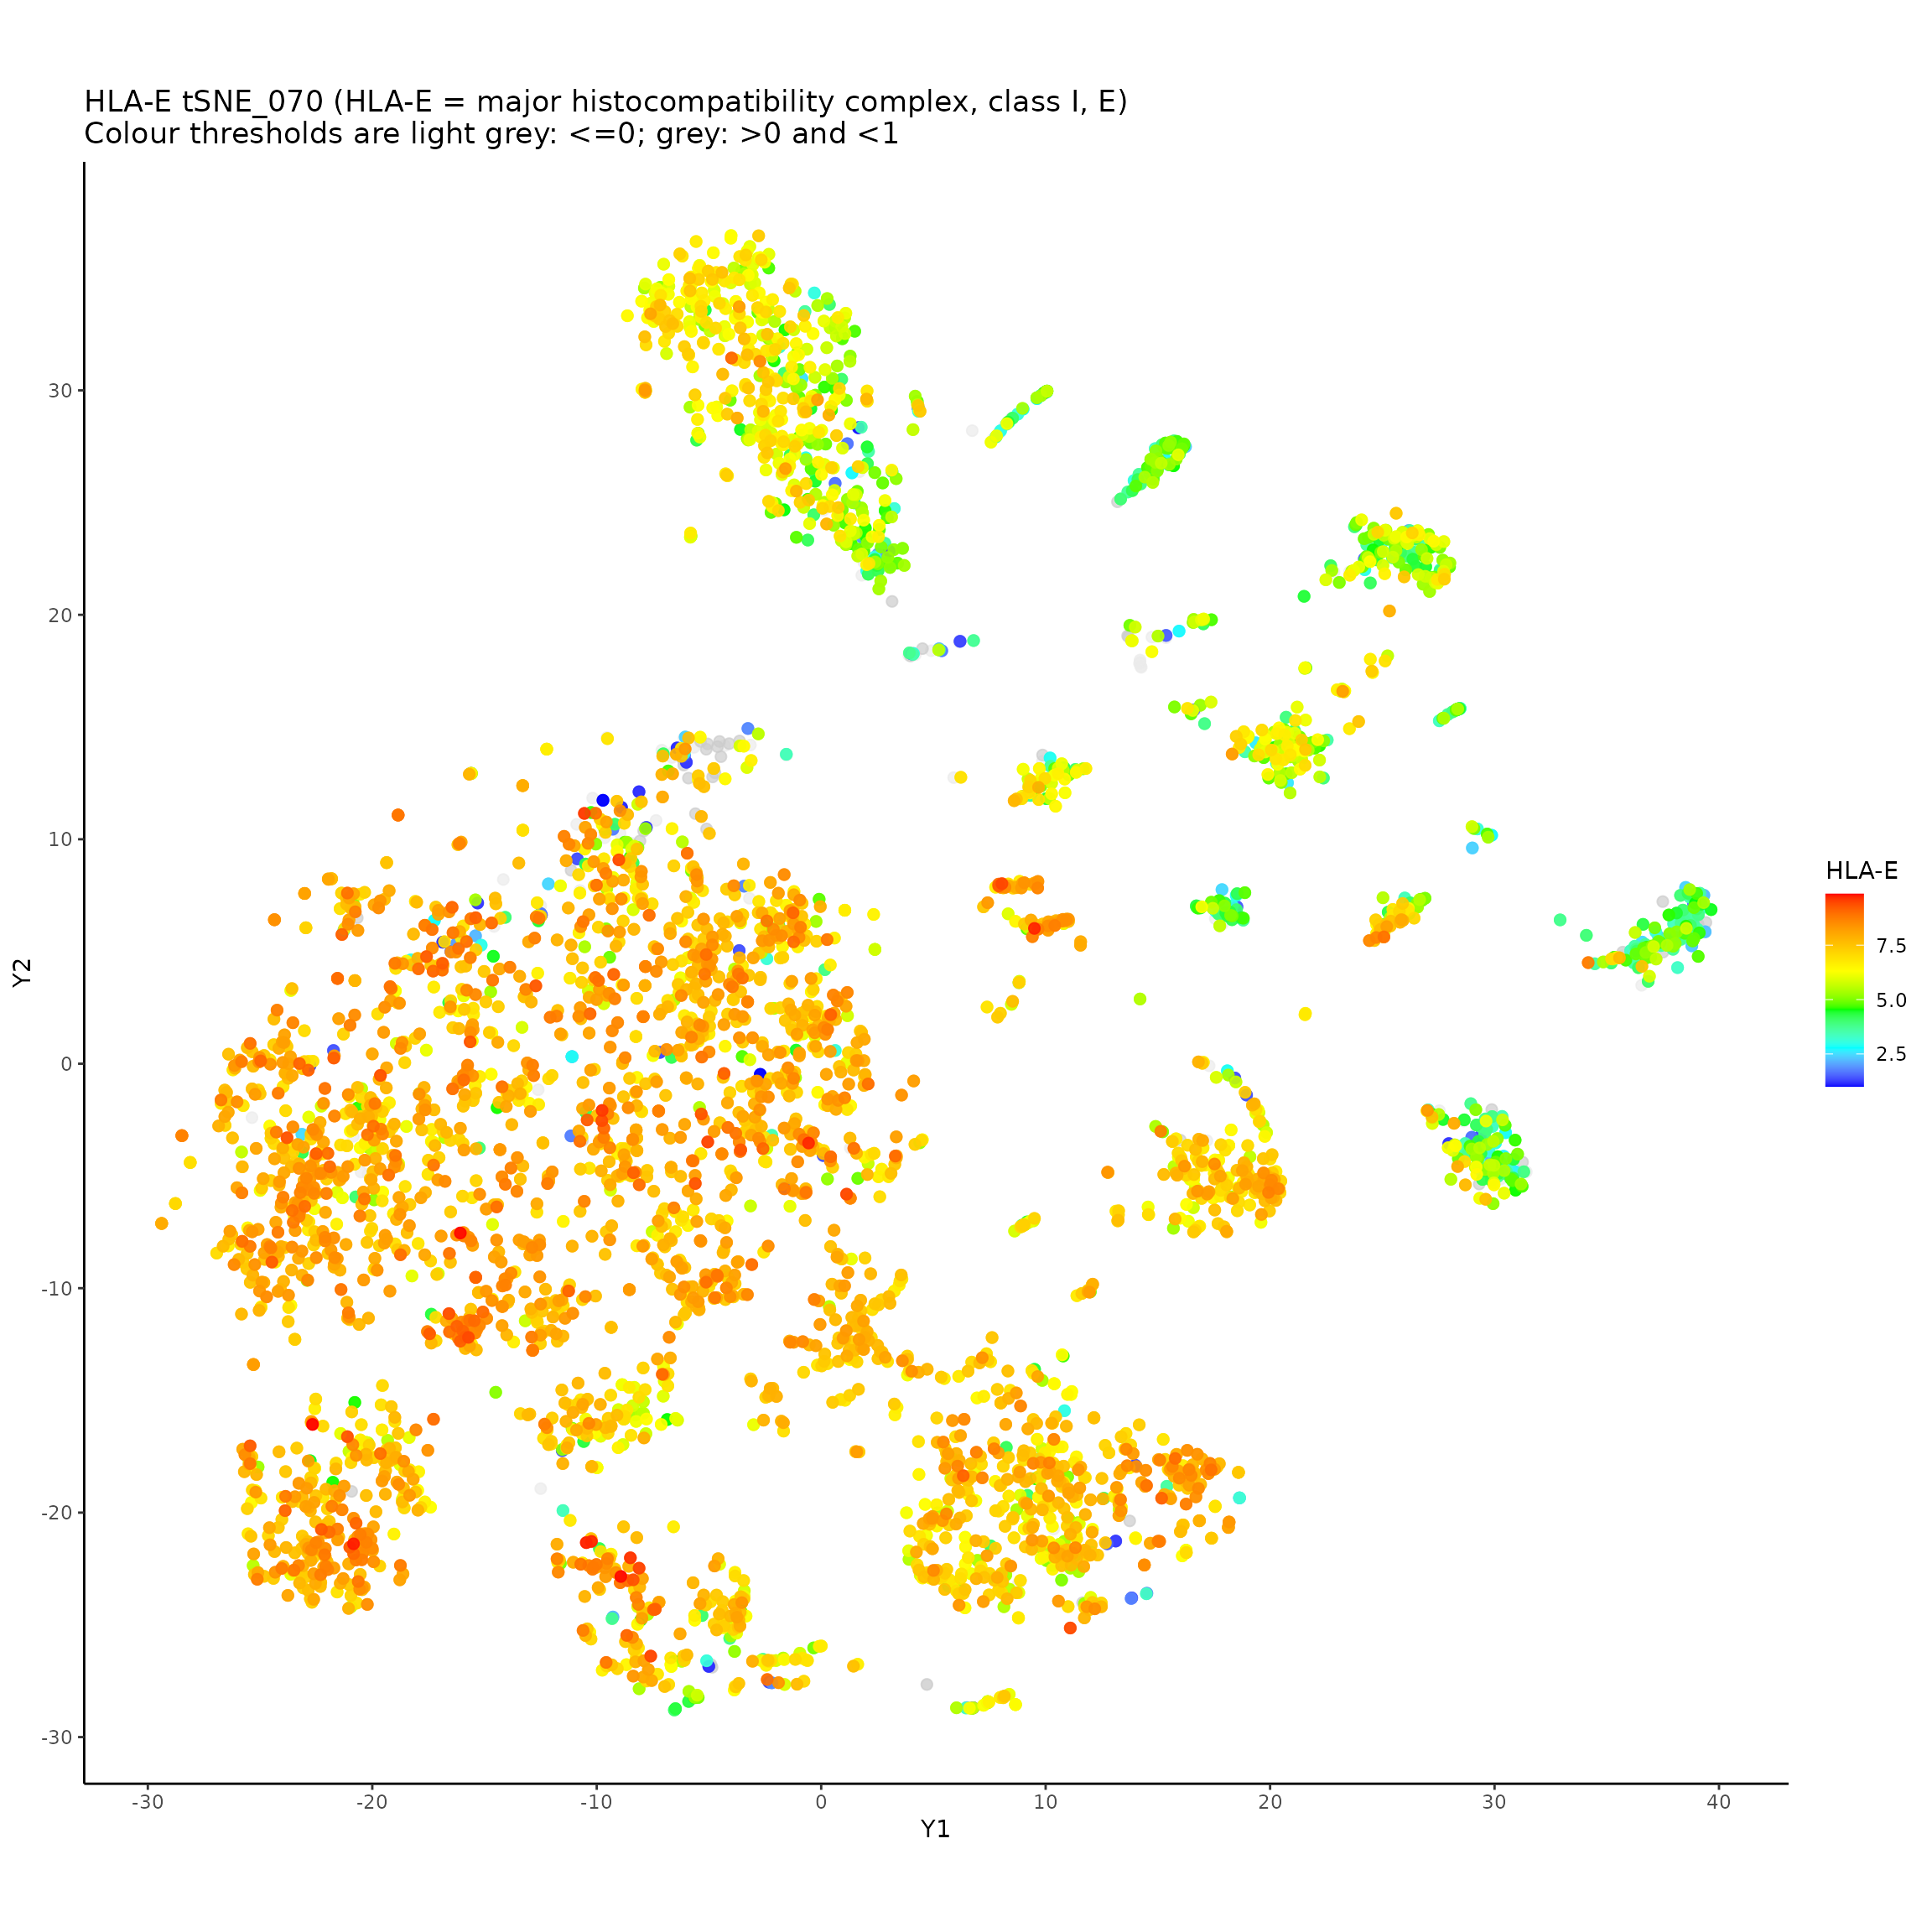 HLA-E tSNE_070 (HLA-E = major histocompatibility complex, class I, E)
Colour thresholds are light grey: <=0; grey: >0 and <1
30
20
10
0
-10
-20
-30
Y2
-30 -20 -10 0 10 20 30 40
Y1
HLA-E
7.5
5.0
2.5